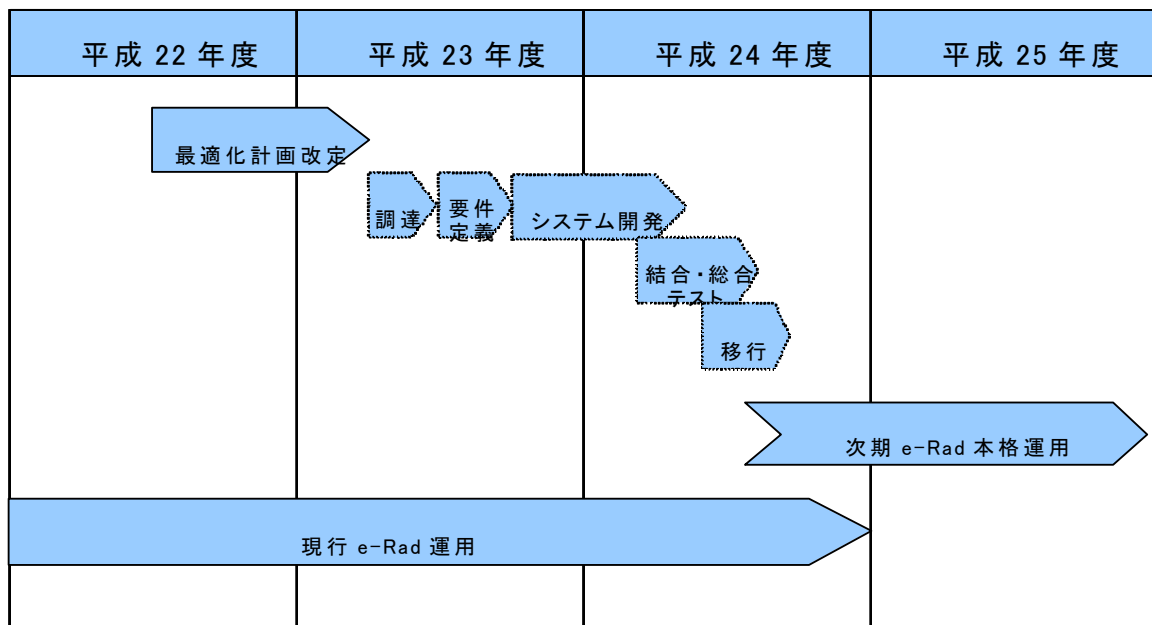 平成 22 年度
平成 23 年度
平成 24 年度
平成 25 年度
最適化計画改定
調達
要件
定義
システム開発
結合・総合
テスト
移行
次期 e-Rad 本格運用
現行 e-Rad 運用